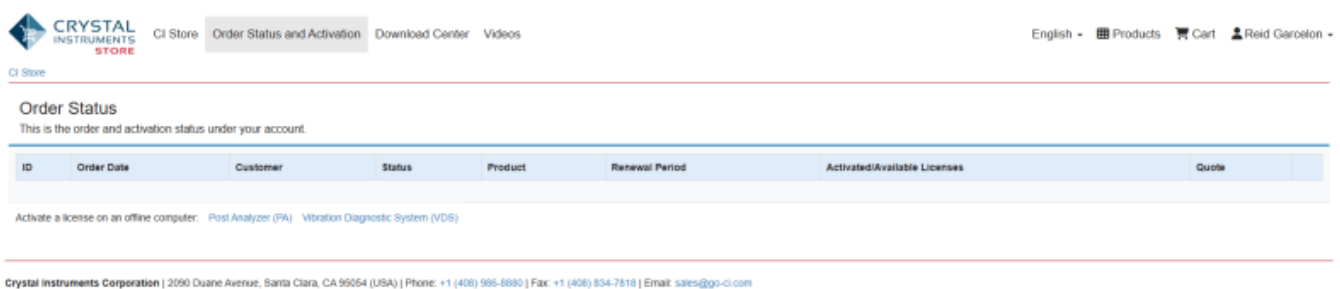 CRYSTAL
INSTRUMENTS
STORE
CI Store Order Status and Activation Download Center Videos English Products Cart Reid Garcelon
CI Store
Order Status
This is the order and activation status under your account.
ID Order Date Customer Status Product Renewal Period Activated/Available Licenses Quote
Activate a license on an offline computer: Post Analyzer (PA) Vibration Diagnostic System (VDS)
Crystal Instruments Corporation | 2090 Duane Avenue, Santa Clara, CA 95054 (USA) | Phone: +1 (408) 986-8880 | Fax: +1 (408) 834-7818 | Email: sales@go-ci.com